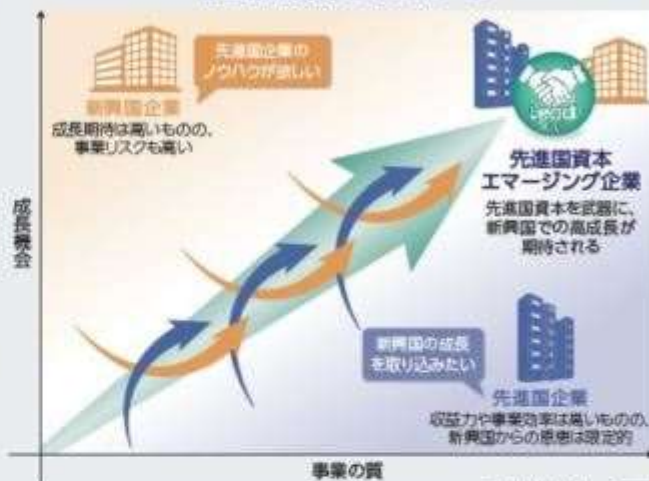 先進国企業の
ノウハウが欲しい
新興国企業
成長期待は高いものの、
事業リスクも高い
先進国資本
エマージング企業
先進国資本を武器に、
新興国での高成長が
期待される
成長機会
新興国の成長
を取り込みたい
先進国企業
収益力や事業効率は高いものの、
新興国からの恩恵は限定的
事業の質